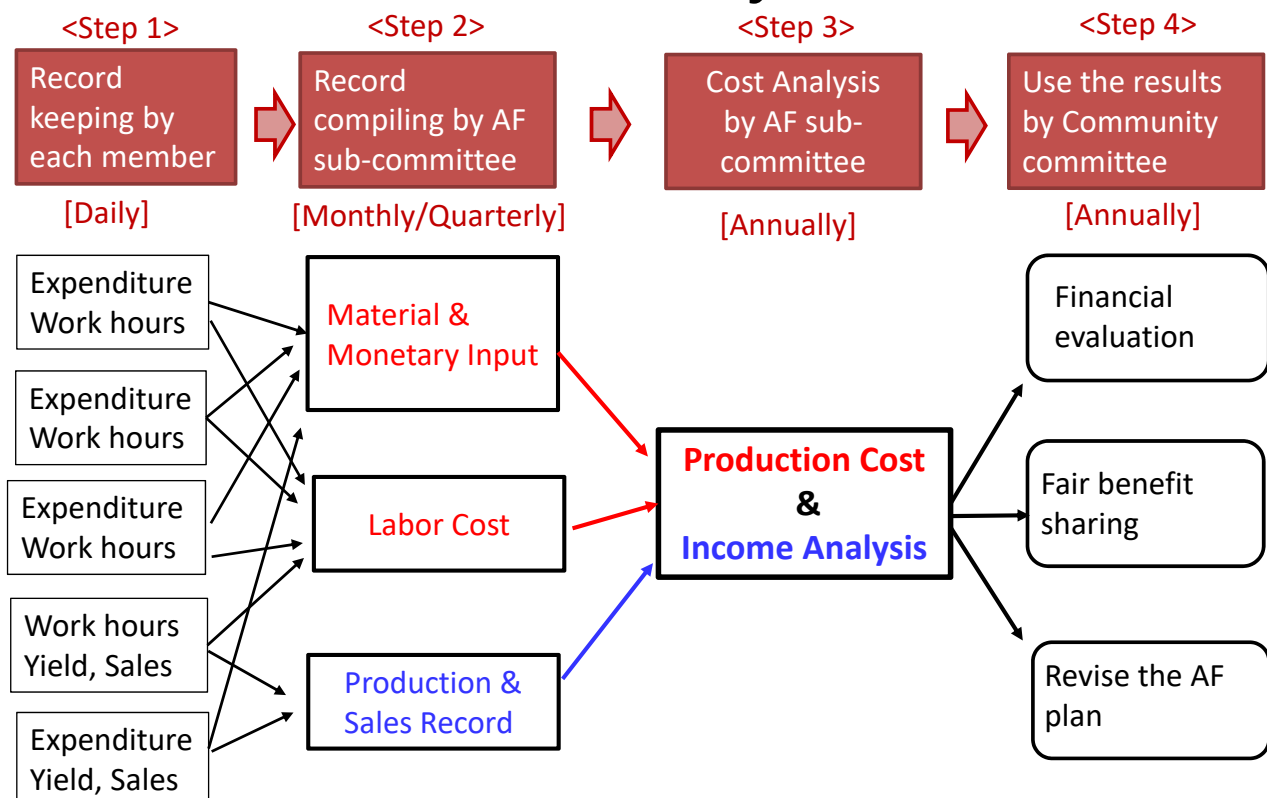 <Step 1>
<Step 2>
<Step 3>
<Step 4>
Record
keeping by
each member
Record
compiling by AF
sub-committee
Cost Analysis
by AF sub-
committee
Use the results
by Community
committee
[Daily]
[Monthly/Quarterly]
[Annually]
[Annually]
Expenditure
Work hours
Expenditure
Work hours
Expenditure
Work hours
Work hours
Yield, Sales
Expenditure
Yield, Sales
Material &
Monetary Input
Labor Cost
Production &
Sales Record
Production Cost
&
Income Analysis
Financial
evaluation
Fair benefit
sharing
Revise the AF
plan